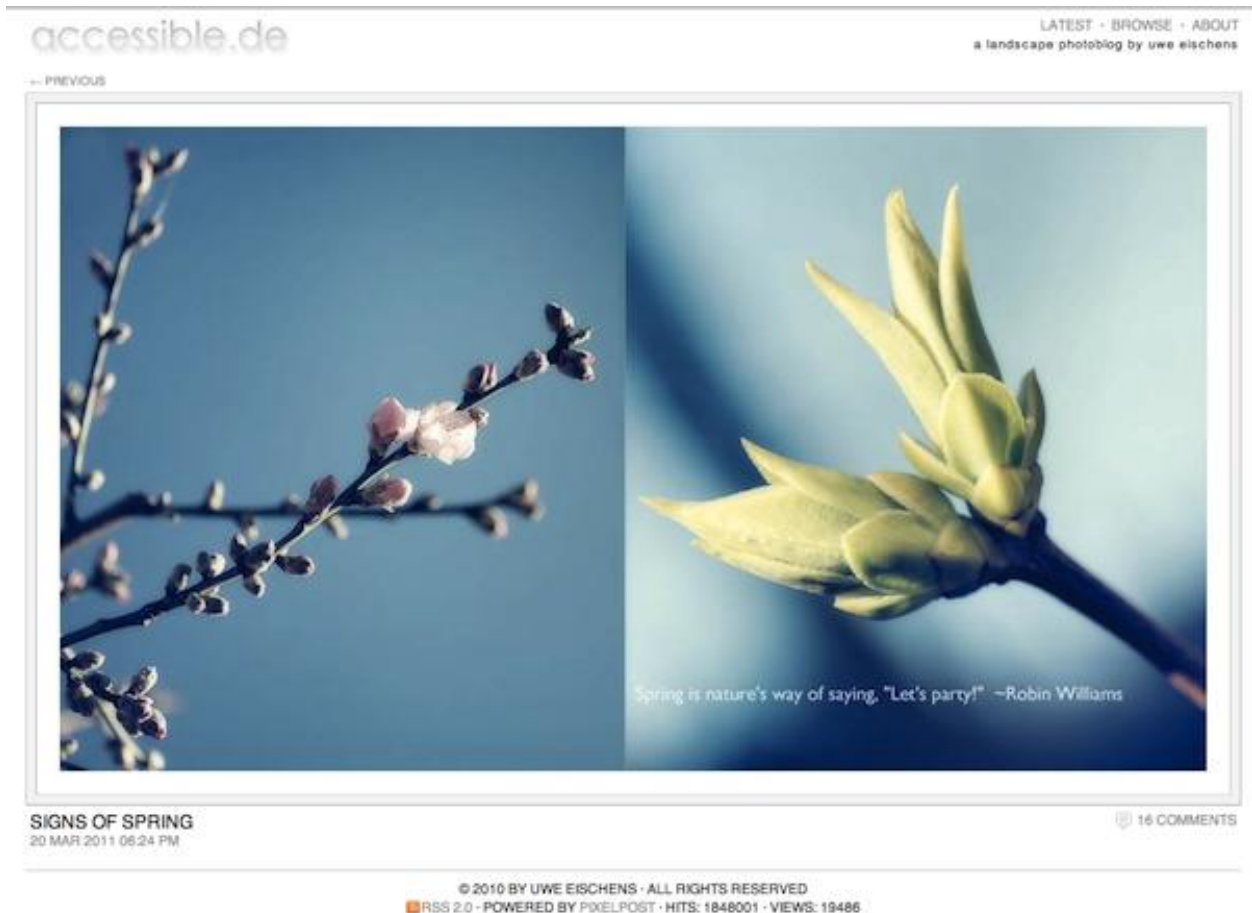 accessible.de
LATEST · BROWSE · ABOUT
a landscape photoblog by uwe eischens
← PREVIOUS
Spring is nature's way of saying, "Let's party!" ~Robin Williams
SIGNS OF SPRING
16 COMMENTS
20 MAR 2011 06:24 PM
© 2010 BY UWE EISCHENS · ALL RIGHTS RESERVED
RSS 2.0 · POWERED BY PIXELPOST · HITS: 1848001 · VIEWS: 19486